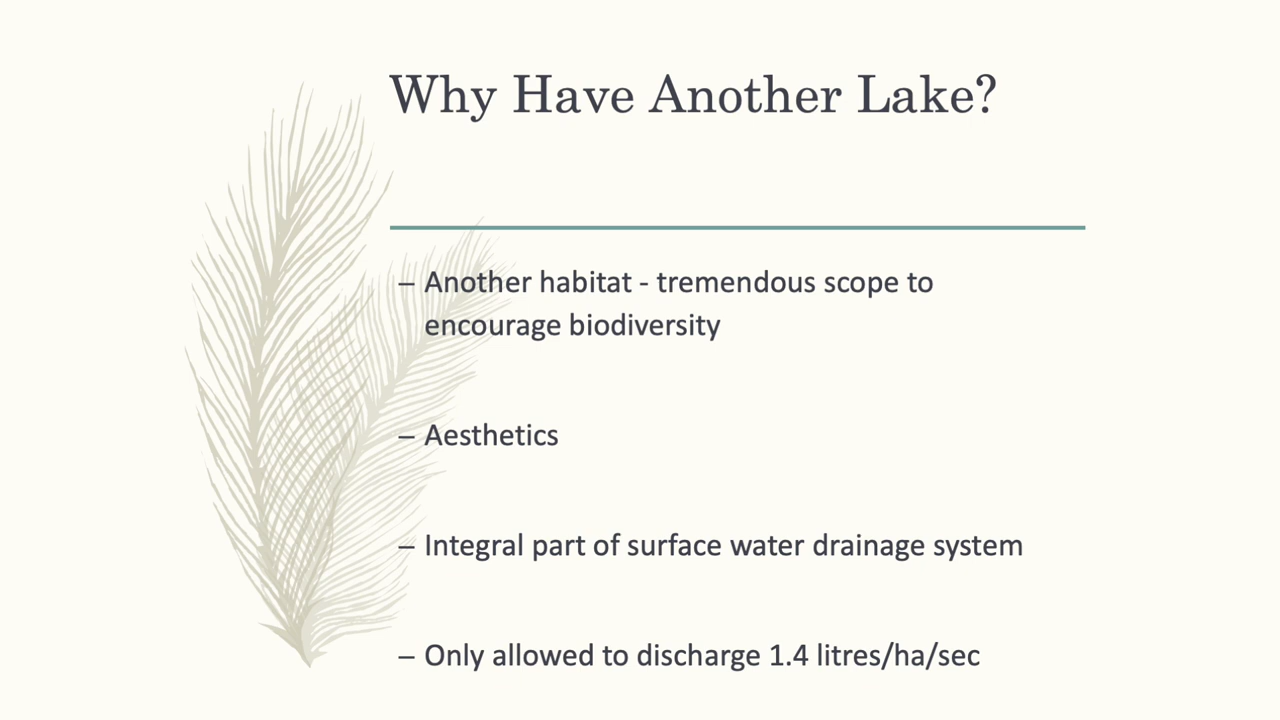 Why Have Another Lake?
– Another habitat - tremendous scope to
encourage biodiversity
– Aesthetics
– Integral part of surface water drainage system
– Only allowed to discharge 1.4 litres/ha/sec